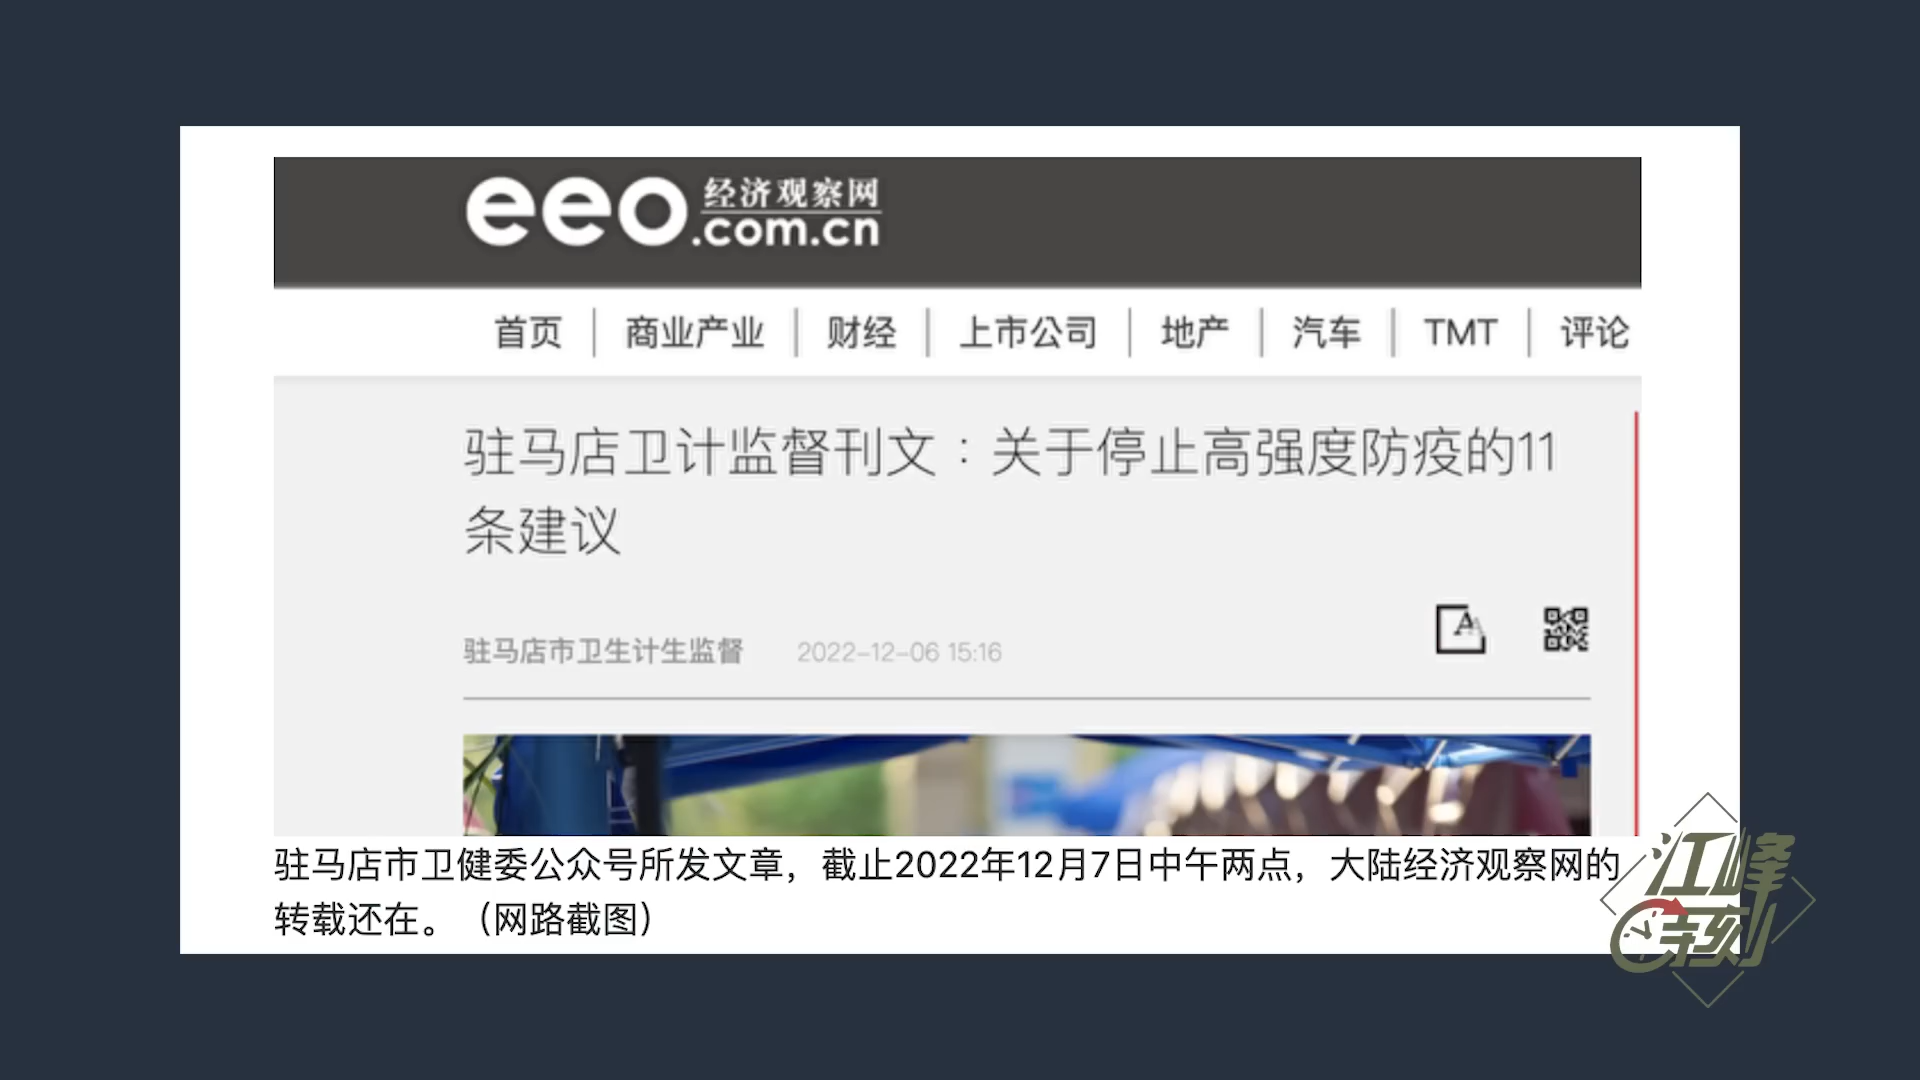 eeo 经济观察网
.com.cn
首页 商业产业 财经 上市公司 地产 汽车 TMT 评论
驻马店卫计监督刊文：关于停止高强度防疫的11
条建议
驻马店市卫生计生监督 2022-12-06 15:16
驻马店市卫健委公众号所发文章，截止2022年12月7日中午两点，大陆经济观察网的
转载还在。（网路截图）
江峰
时刻